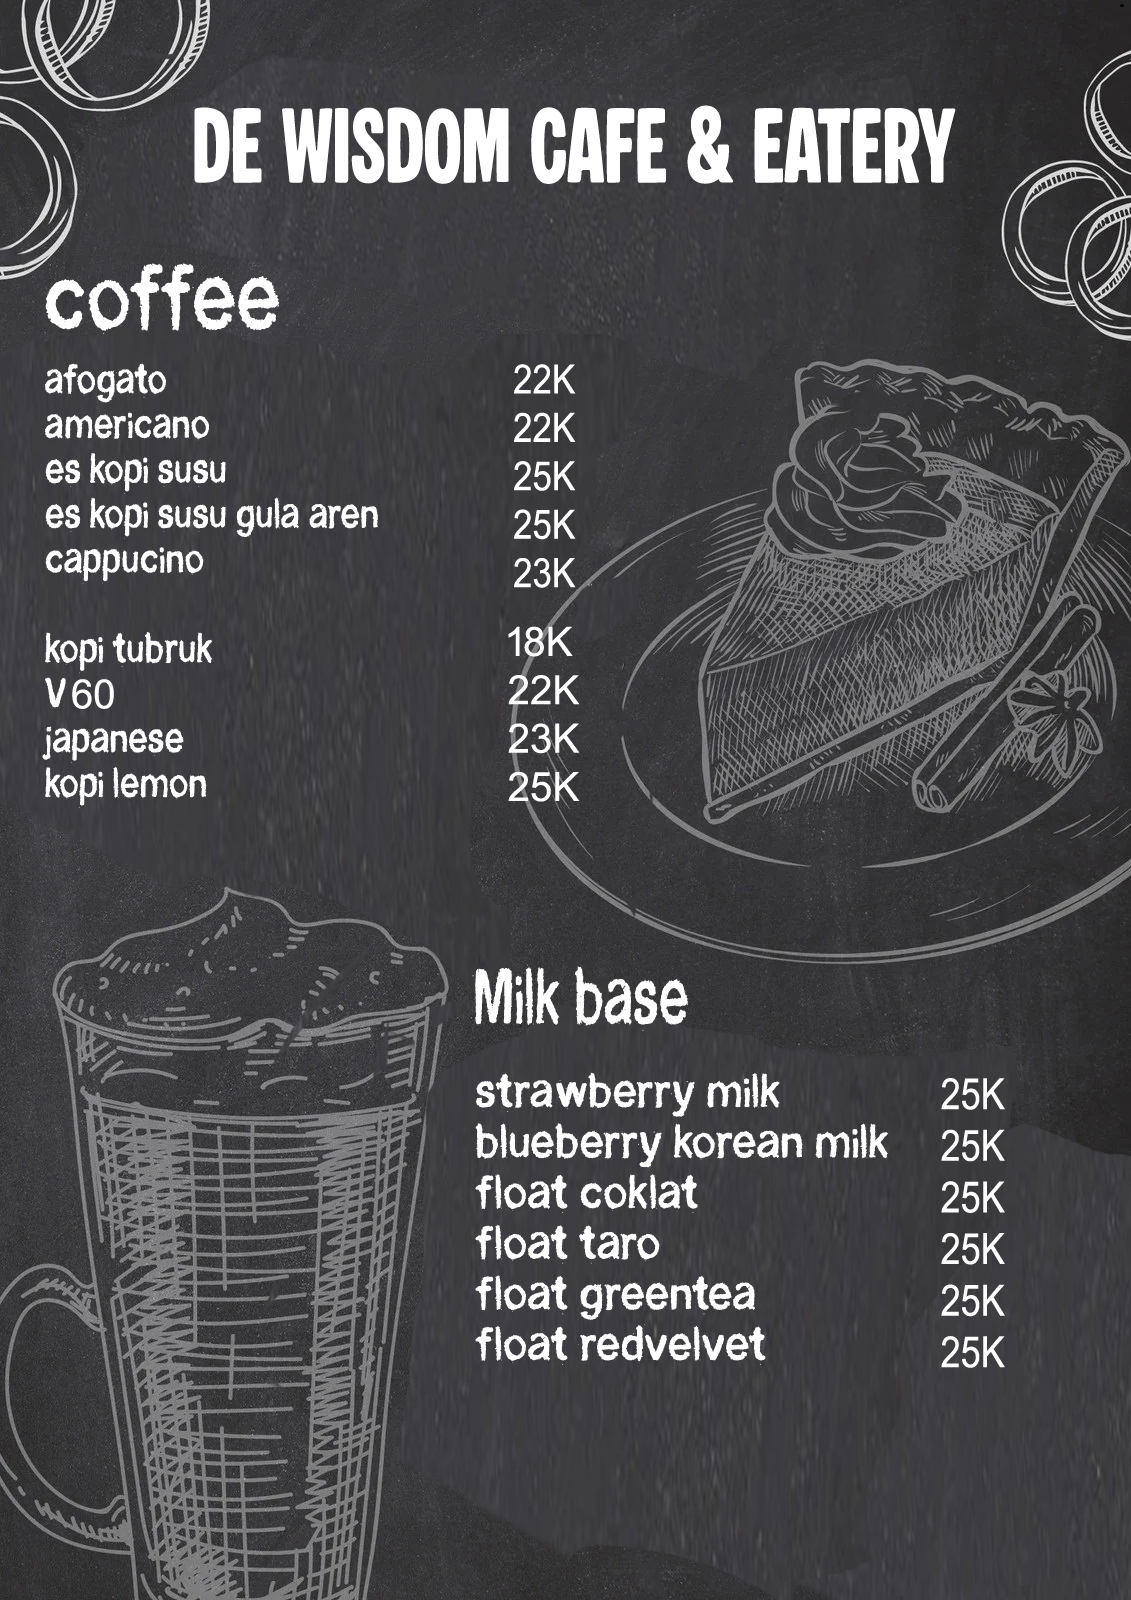 DE WISDOM CAFE & EATERY
coffee
afogato 22K
americano 22K
es kopi susu 25K
es kopi susu gula aren 25K
cappucino 23K
kopi tubruk 18K
V60 22K
japanese 23K
kopi lemon 25K
Milk base
strawberry milk 25K
blueberry korean milk 25K
float coklat 25K
float taro 25K
float greentea 25K
float redvelvet 25K